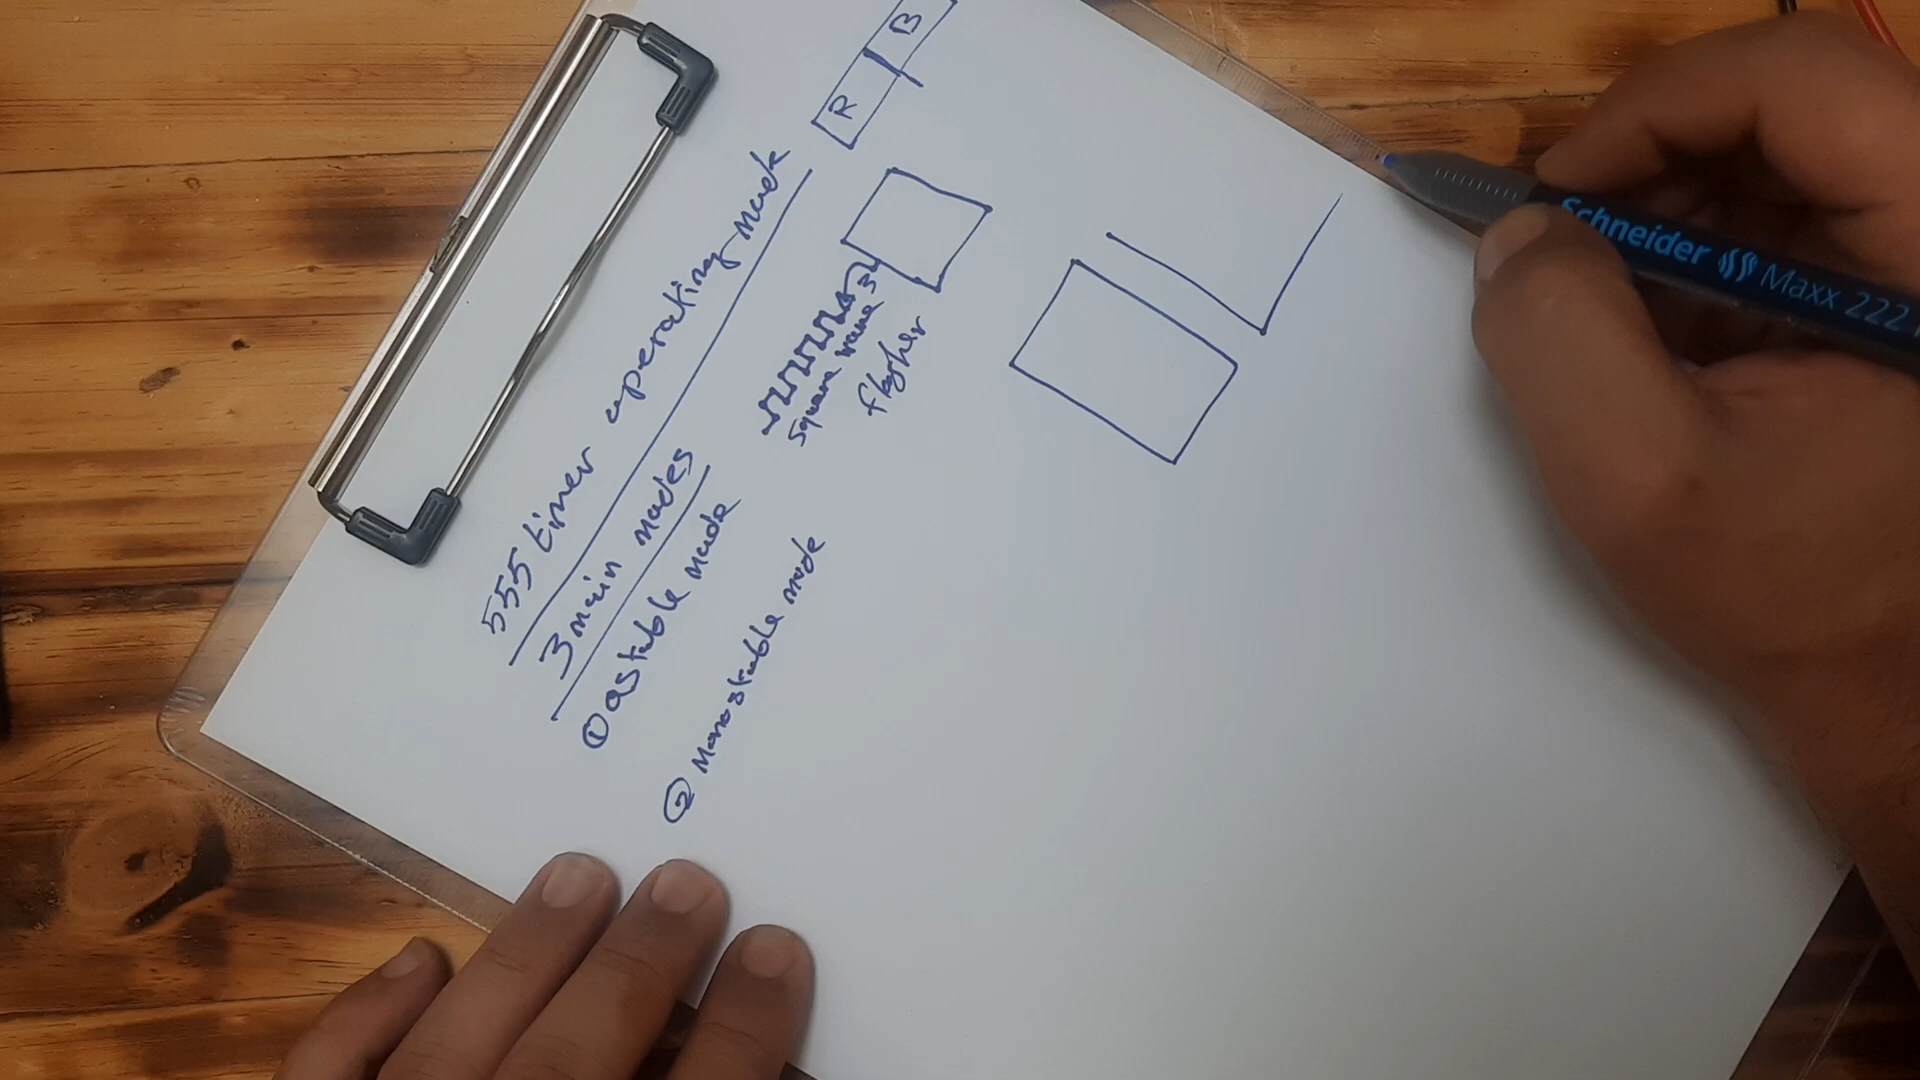 555 timer operating mode
3 main modes
① astable mode
R B
3
square wave
flasher
② Monostable mode
Schneider Maxx 222